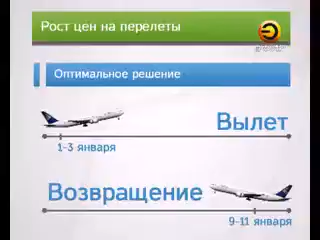 Рост цен на перелеты
Оптимальное решение
Вылет
1-3 января
Возвращение
9-11 января